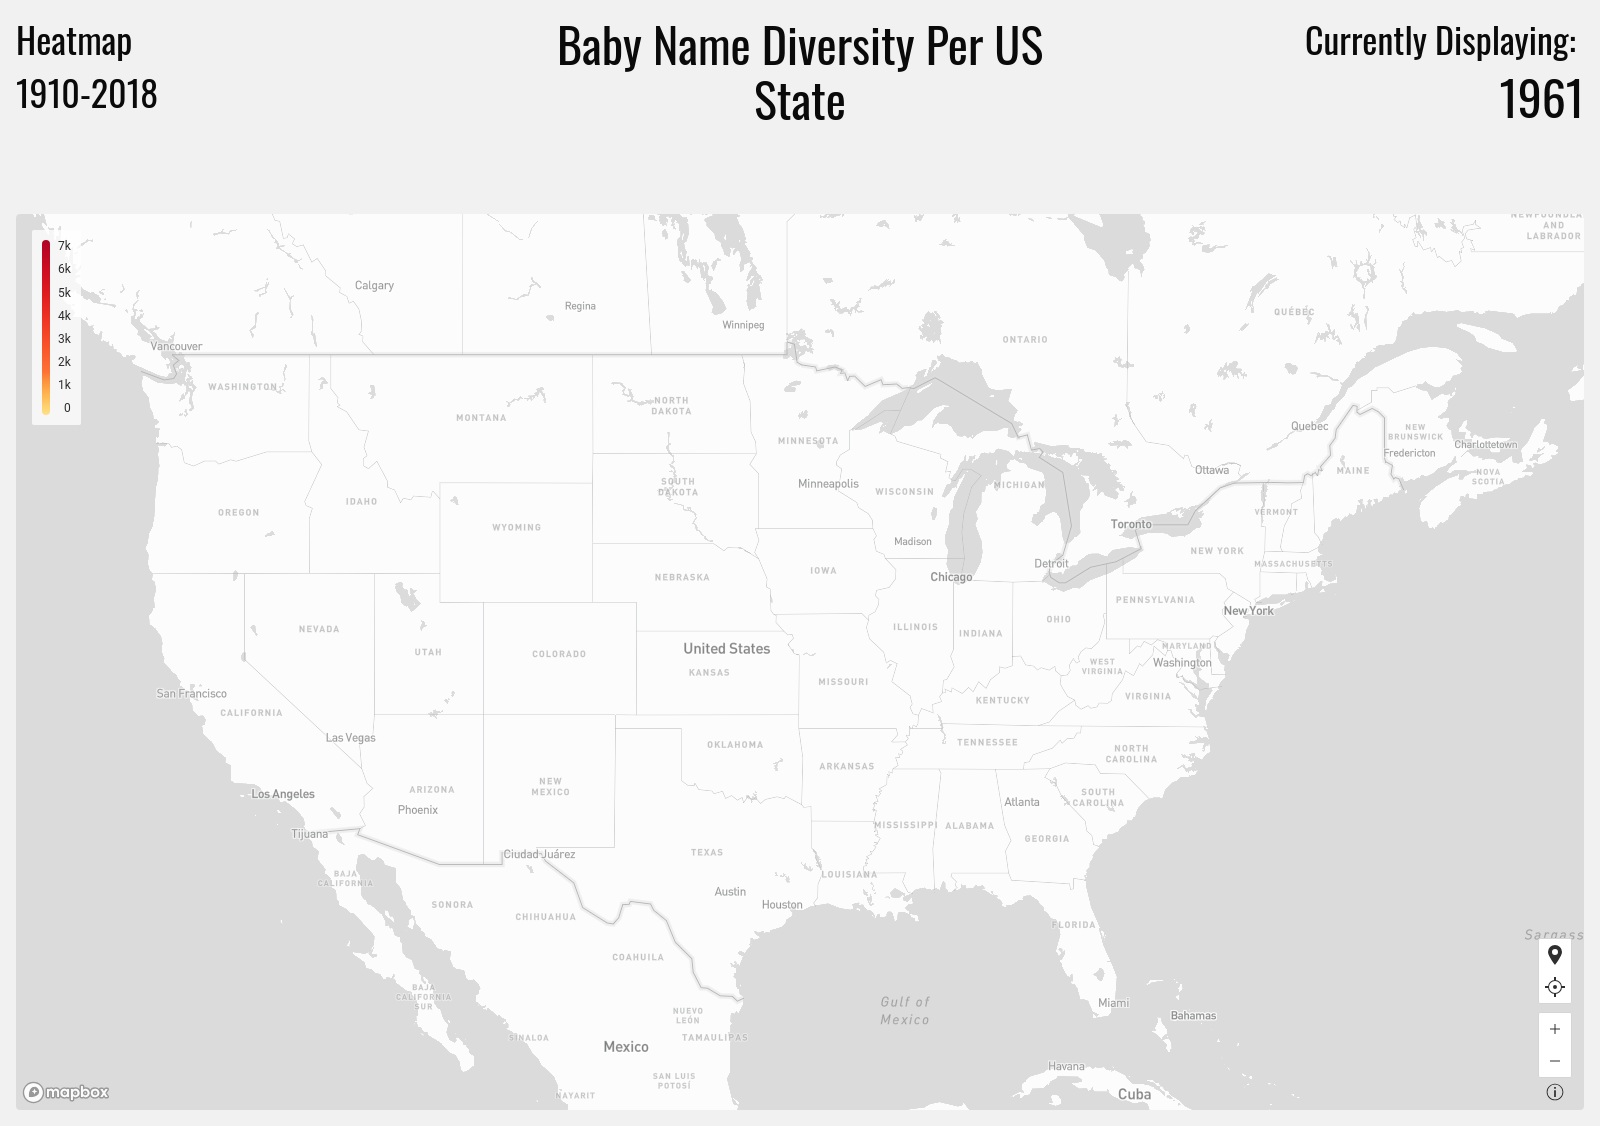 Heatmap
1910-2018
Baby Name Diversity Per US
State
Currently Displaying:
1961
7k
6k
5k
4k
3k
2k
1k
0
NEWFOUNDLA
AND
LABRADOR
Calgary
Regina
Winnipeg
ONTARIO
QUÉBEC
Vancouver
WASHINGTON
MONTANA
NORTH
DAKOTA
MINNESOTA
Quebec
NEW
BRUNSWICK
Fredericton
Charlottetown
NOVA
SCOTIA
MAINE
Ottawa
OREGON
IDAHO
WYOMING
SOUTH
DAKOTA
Minneapolis
WISCONSIN
MICHIGAN
Toronto
VERMONT
NEW YORK
MASSACHUSETTS
Madison
Detroit
Chicago
NEBRASKA
IOWA
PENNSYLVANIA
New York
NEVADA
UTAH
COLORADO
United States
KANSAS
ILLINOIS
INDIANA
OHIO
MARYLAND
Washington
WEST
VIRGINIA
VIRGINIA
MISSOURI
KENTUCKY
San Francisco
CALIFORNIA
Las Vegas
OKLAHOMA
ARKANSAS
TENNESSEE
NORTH
CAROLINA
Los Angeles
ARIZONA
Phoenix
NEW
MEXICO
Atlanta
SOUTH
CAROLINA
MISSISSIPPI
ALABAMA
GEORGIA
Tijuana
Ciudad Juárez
TEXAS
LOUISIANA
BAJA
CALIFORNIA
SONORA
CHIHUAHUA
Austin
Houston
FLORIDA
Sargass
COAHUILA
BAJA
CALIFORNIA
SUR
Gulf of
Mexico
Miami
Bahamas
NUEVO
LEÓN
SINALOA
Mexico
TAMAULIPAS
SAN LUIS
POTOSÍ
Havana
Cuba
NAYARIT
mapbox